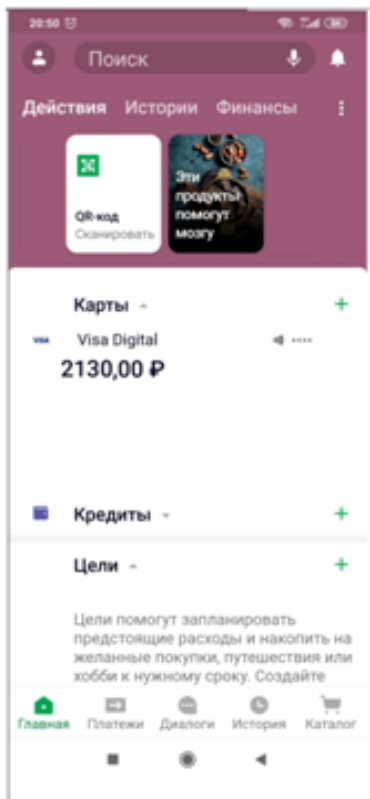 20:50
Поиск
Действия Истории Финансы
QR-код
Сканировать
Эти
продукты
помогут
мозгу
Карты
VISA Visa Digital ····
2130,00 ₽
Кредиты
Цели
Цели помогут запланировать
предстоящие расходы и накопить на
желанные покупки, путешествия или
хобби к нужному сроку. Создайте
Главная Платежи Диалоги История Каталог